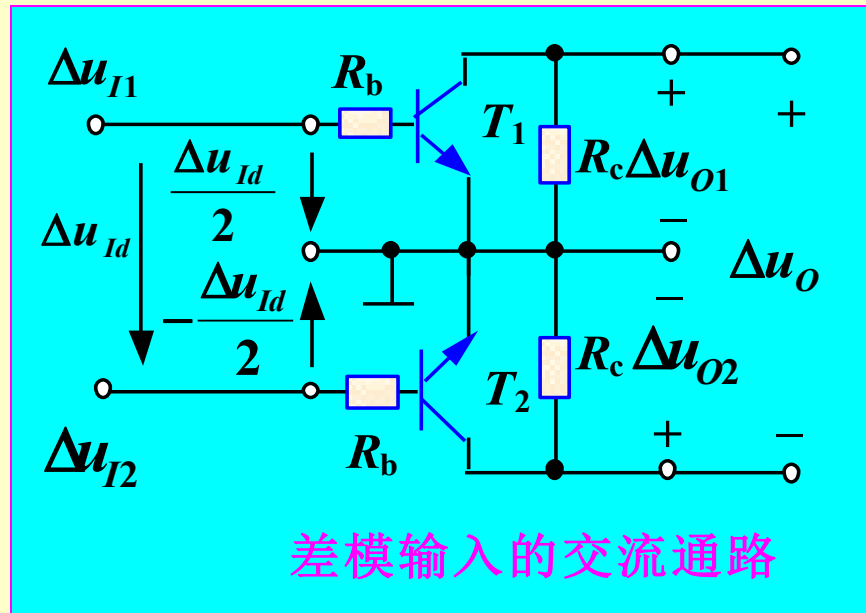 Δu_I1
R_b
T_1
+
+
Δu_Id/2
R_c Δu_O1
Δu_Id
−
Δu_O
−Δu_Id/2
−
R_c Δu_O2
T_2
Δu_I2
R_b
+
−
差模输入的交流通路